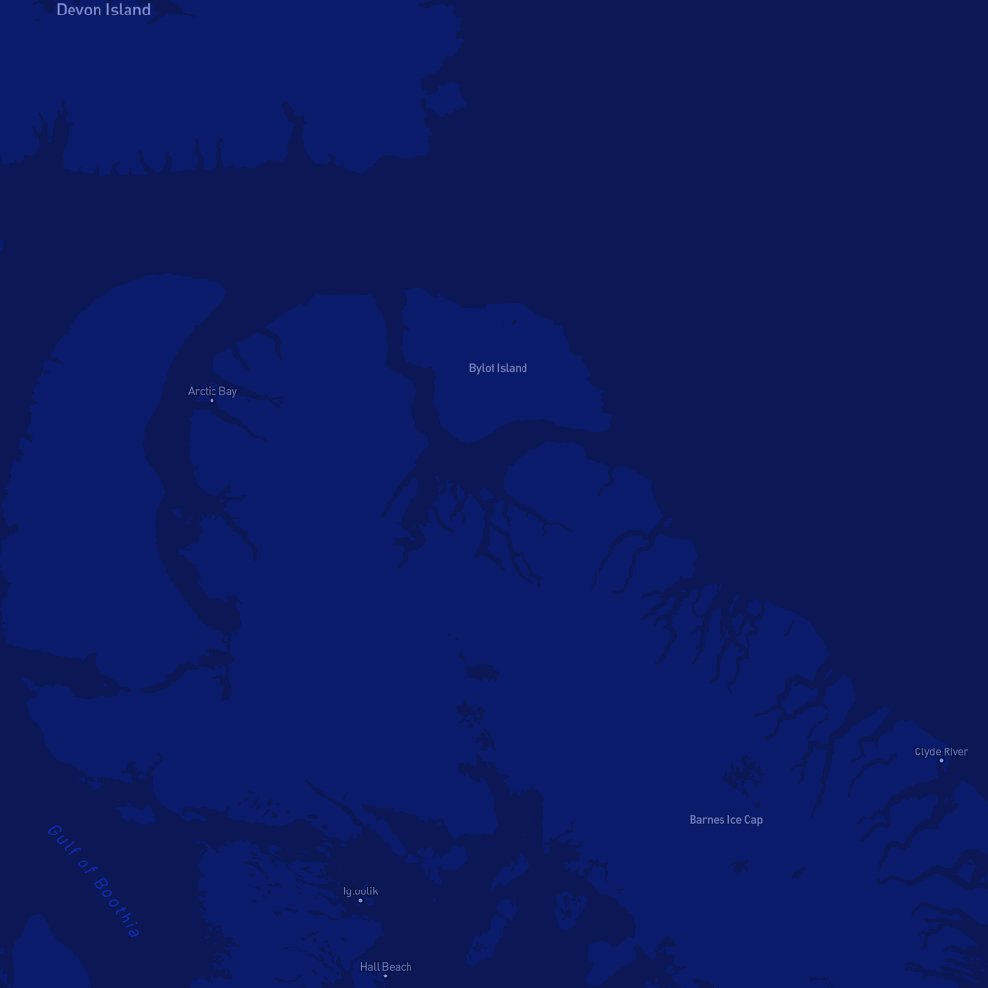 Devon Island
Bylot Island
Arctic Bay
Clyde River
Barnes Ice Cap
Gulf of Boothia
Igloolik
Hall Beach